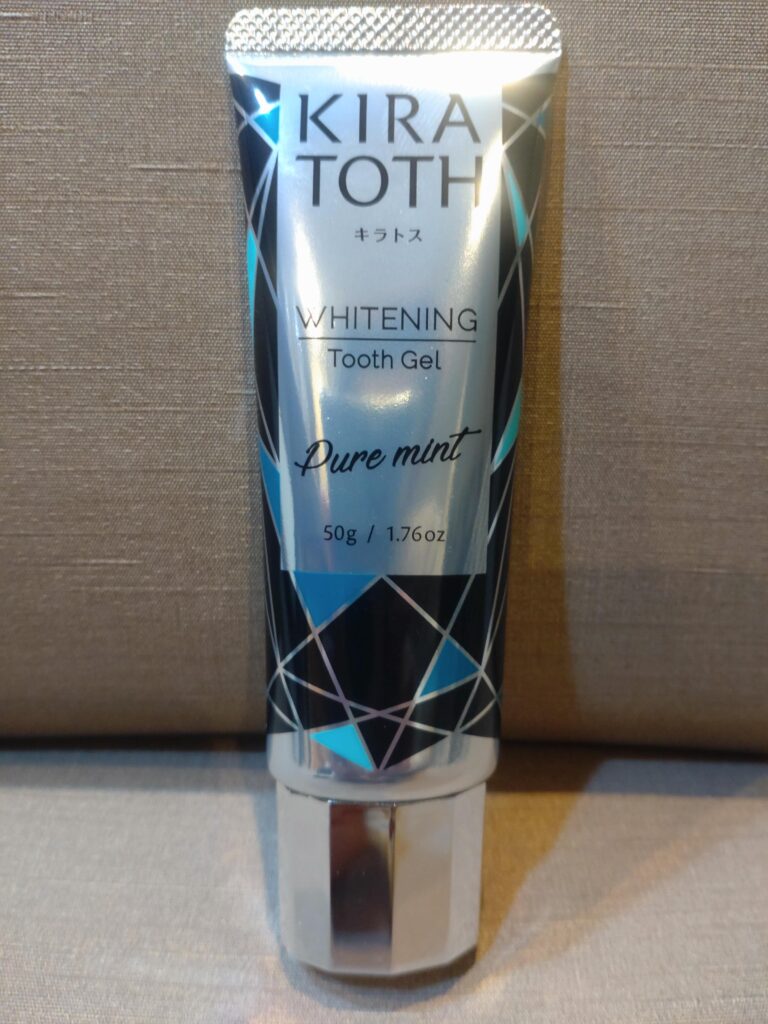 KIRA
TOTH
キラトス
WHITENING
Tooth Gel
Pure mint
50g / 1.76oz